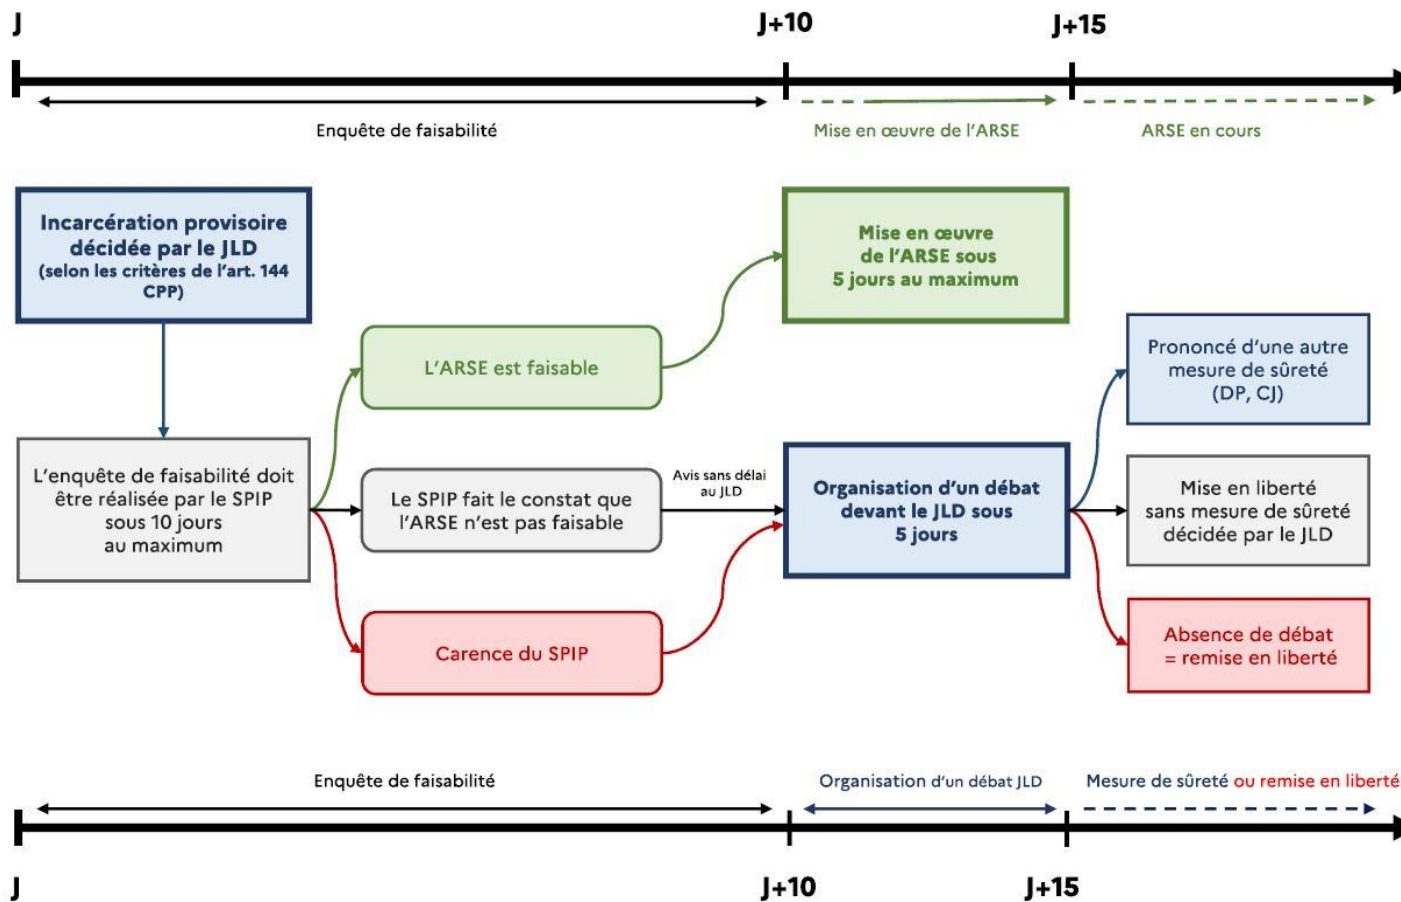 J
J+10
J+15
Enquête de faisabilité
Mise en œuvre de l’ARSE
ARSE en cours
Incarcération provisoire
décidée par le JLD
(selon les critères de l’art. 144
CPP)
Mise en œuvre
de l’ARSE sous
5 jours au maximum
L’ARSE est faisable
Prononcé d’une autre
mesure de sûreté
(DP, CJ)
L’enquête de faisabilité doit
être réalisée par le SPIP
sous 10 jours
au maximum
Le SPIP fait le constat que
l’ARSE n’est pas faisable
Avis sans délai
au JLD
Organisation d’un débat
devant le JLD sous
5 jours
Mise en liberté
sans mesure de sûreté
décidée par le JLD
Carence du SPIP
Absence de débat
= remise en liberté
Enquête de faisabilité
Organisation d’un débat JLD
Mesure de sûreté ou remise en liberté
J
J+10
J+15